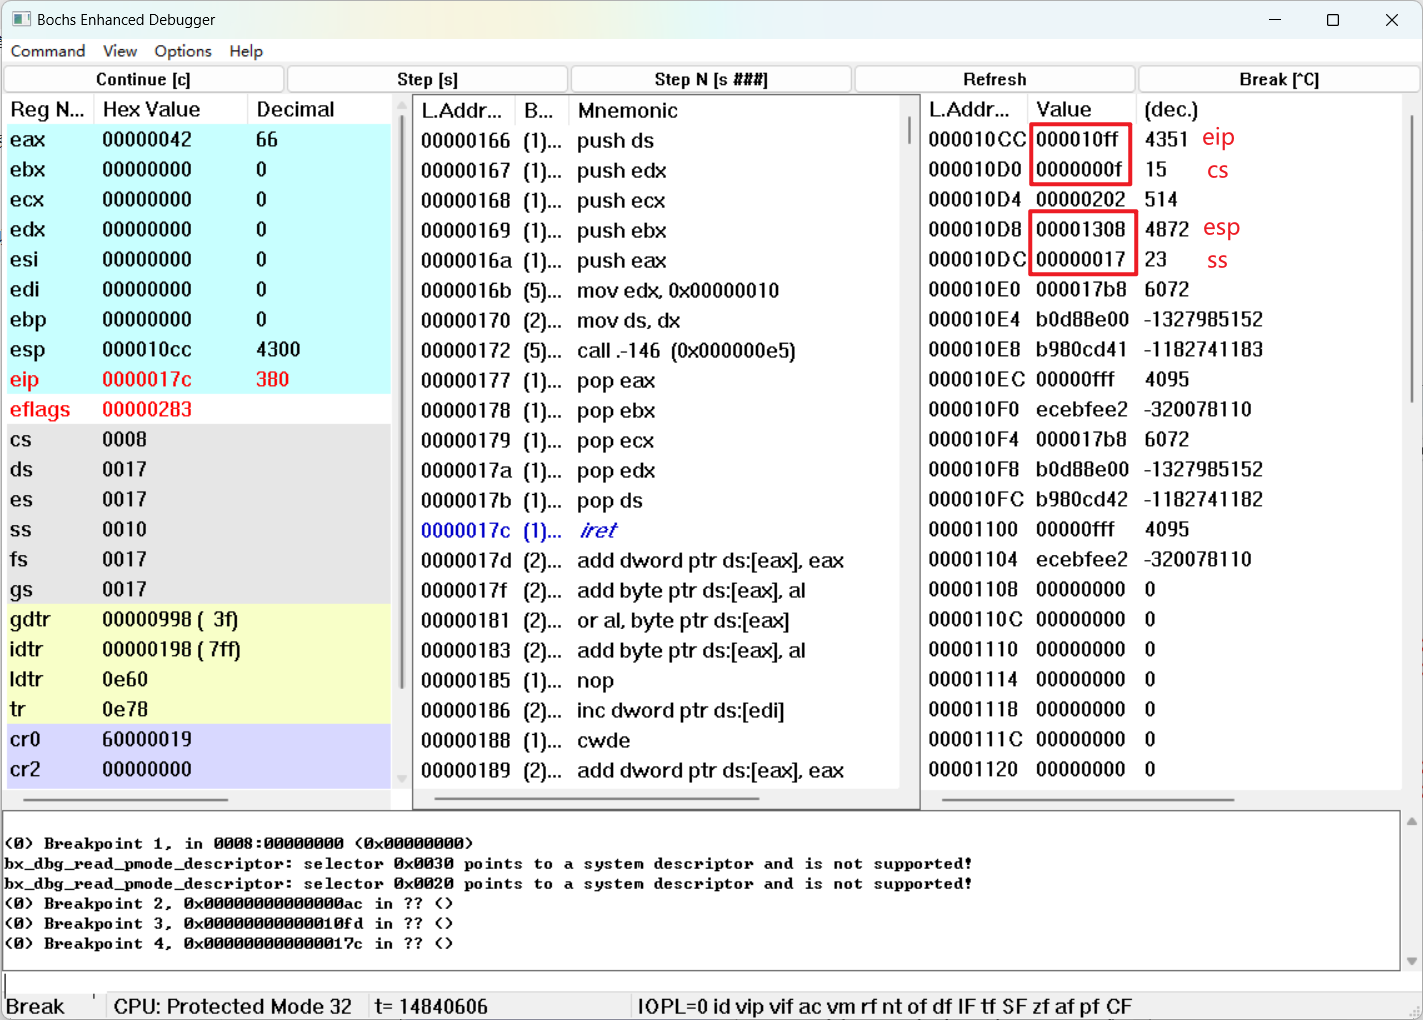 Bochs Enhanced Debugger
Command View Options Help
Continue [c] Step [s] Step N [s ###] Refresh Break [^C]
Reg N... Hex Value Decimal
eax 00000042 66
ebx 00000000 0
ecx 00000000 0
edx 00000000 0
esi 00000000 0
edi 00000000 0
ebp 00000000 0
esp 000010cc 4300
eip 0000017c 380
eflags 00000283
cs 0008
ds 0017
es 0017
ss 0010
fs 0017
gs 0017
gdtr 00000998 ( 3f)
idtr 00000198 ( 7ff)
ldtr 0e60
tr 0e78
cr0 60000019
cr2 00000000
L.Addr... B... Mnemonic
00000166 (1)... push ds
00000167 (1)... push edx
00000168 (1)... push ecx
00000169 (1)... push ebx
0000016a (1)... push eax
0000016b (5)... mov edx, 0x00000010
00000170 (2)... mov ds, dx
00000172 (5)... call .-146 (0x000000e5)
00000177 (1)... pop eax
00000178 (1)... pop ebx
00000179 (1)... pop ecx
0000017a (1)... pop edx
0000017b (1)... pop ds
0000017c (1)... iret
0000017d (2)... add dword ptr ds:[eax], eax
0000017f (2)... add byte ptr ds:[eax], al
00000181 (2)... or al, byte ptr ds:[eax]
00000183 (2)... add byte ptr ds:[eax], al
00000185 (1)... nop
00000186 (2)... inc dword ptr ds:[edi]
00000188 (1)... cwde
00000189 (2)... add dword ptr ds:[eax], eax
L.Addr... Value (dec.)
000010CC 000010ff 4351 eip
000010D0 0000000f 15 cs
000010D4 00000202 514
000010D8 00001308 4872 esp
000010DC 00000017 23 ss
000010E0 000017b8 6072
000010E4 b0d88e00 -1327985152
000010E8 b980cd41 -1182741183
000010EC 00000fff 4095
000010F0 ecebfee2 -320078110
000010F4 000017b8 6072
000010F8 b0d88e00 -1327985152
000010FC b980cd42 -1182741182
00001100 00000fff 4095
00001104 ecebfee2 -320078110
00001108 00000000 0
0000110C 00000000 0
00001110 00000000 0
00001114 00000000 0
00001118 00000000 0
0000111C 00000000 0
00001120 00000000 0
(0) Breakpoint 1, in 0008:00000000 (0x00000000)
bx_dbg_read_pmode_descriptor: selector 0x0030 points to a system descriptor and is not supported!
bx_dbg_read_pmode_descriptor: selector 0x0020 points to a system descriptor and is not supported!
(0) Breakpoint 2, 0x00000000000000ac in ?? ()
(0) Breakpoint 3, 0x00000000000010fd in ?? ()
(0) Breakpoint 4, 0x000000000000017c in ?? ()
Break CPU: Protected Mode 32 t= 14840606 IOPL=0 id vip vif ac vm rf nt of df IF tf SF zf af pf CF